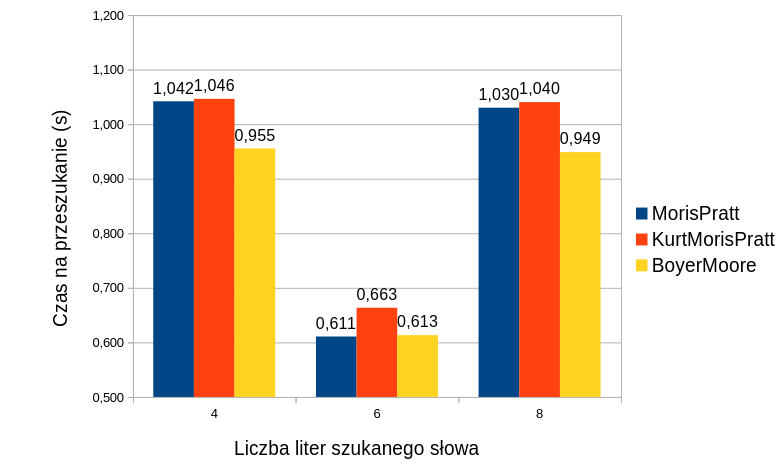 1,200
1,100
1,000
0,900
0,800
0,700
0,600
0,500
Czas na przeszukanie (s)
1,042 1,046 0,955
0,611 0,663 0,613
1,030 1,040 0,949
4 6 8
Liczba liter szukanego słowa
MorisPratt
KurtMorisPratt
BoyerMoore